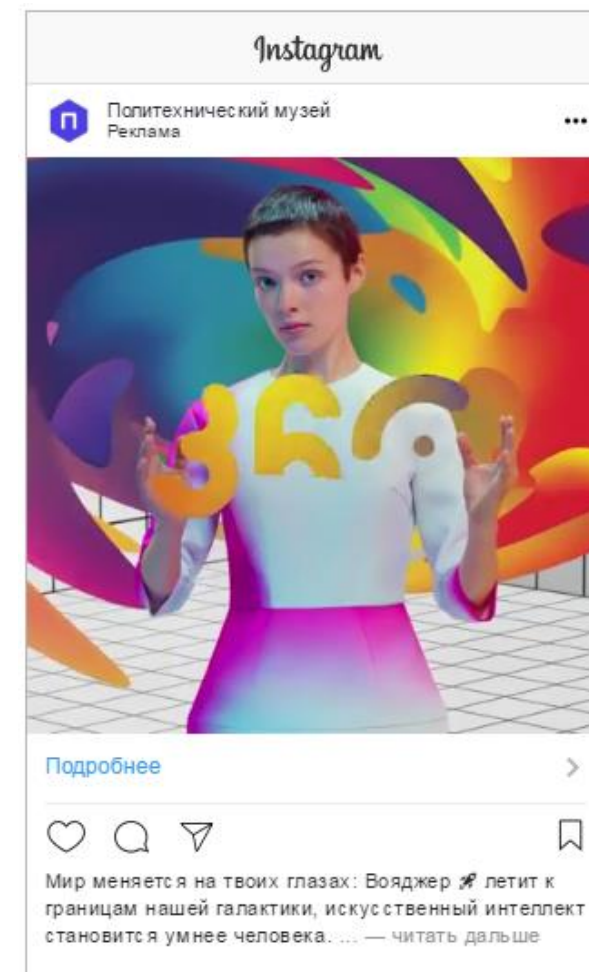 Instagram
П
Политехнический музей
Реклама
Подробнее
Мир меняется на твоих глазах: Вояджер 🚀 летит к
границам нашей галактики, искусственный интеллект
становится умнее человека. ... — читать дальше